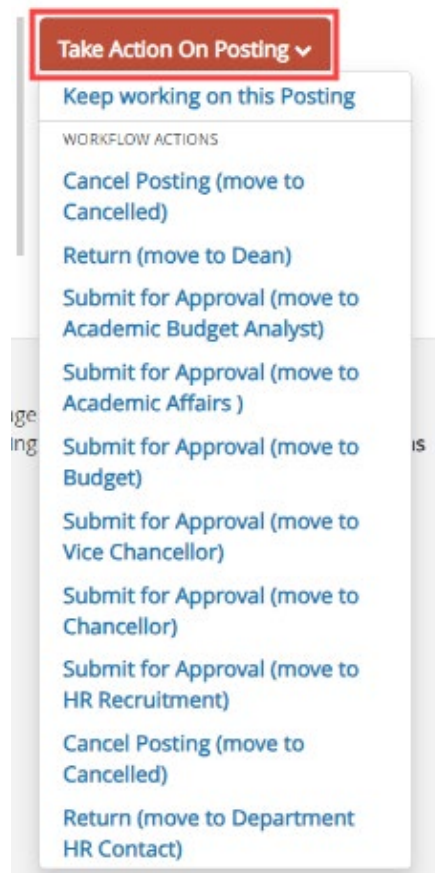 Take Action On Posting
Keep working on this Posting
WORKFLOW ACTIONS
Cancel Posting (move to
Cancelled)
Return (move to Dean)
Submit for Approval (move to
Academic Budget Analyst)
Submit for Approval (move to
Academic Affairs )
Submit for Approval (move to
Budget)
Submit for Approval (move to
Vice Chancellor)
Submit for Approval (move to
Chancellor)
Submit for Approval (move to
HR Recruitment)
Cancel Posting (move to
Cancelled)
Return (move to Department
HR Contact)